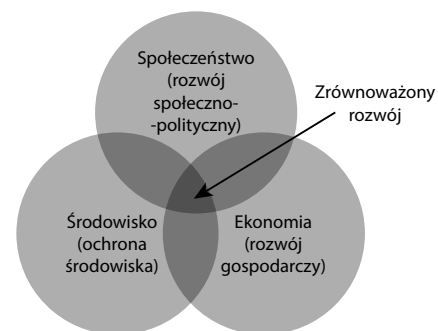 Społeczeństwo
(rozwój
społeczno-
-polityczny)
Zrównoważony
rozwój
Środowisko
(ochrona
środowiska)
Ekonomia
(rozwój
gospodarczy)